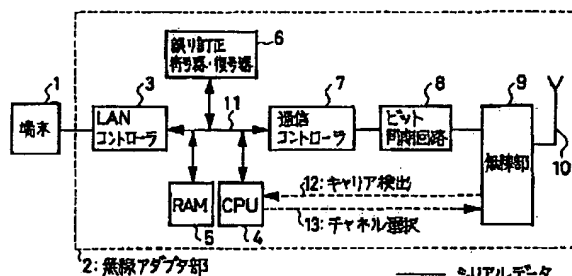 6
誤り訂正
符号器・復号器
1
端末
3
LAN
コントローラ
11
7
通信
コントローラ
8
ビット
同期回路
9
無線部
10
RAM
5
CPU
4
12:キャリア検出
13:チャネル選択
2:無線アダプタ部
シリアルデータ